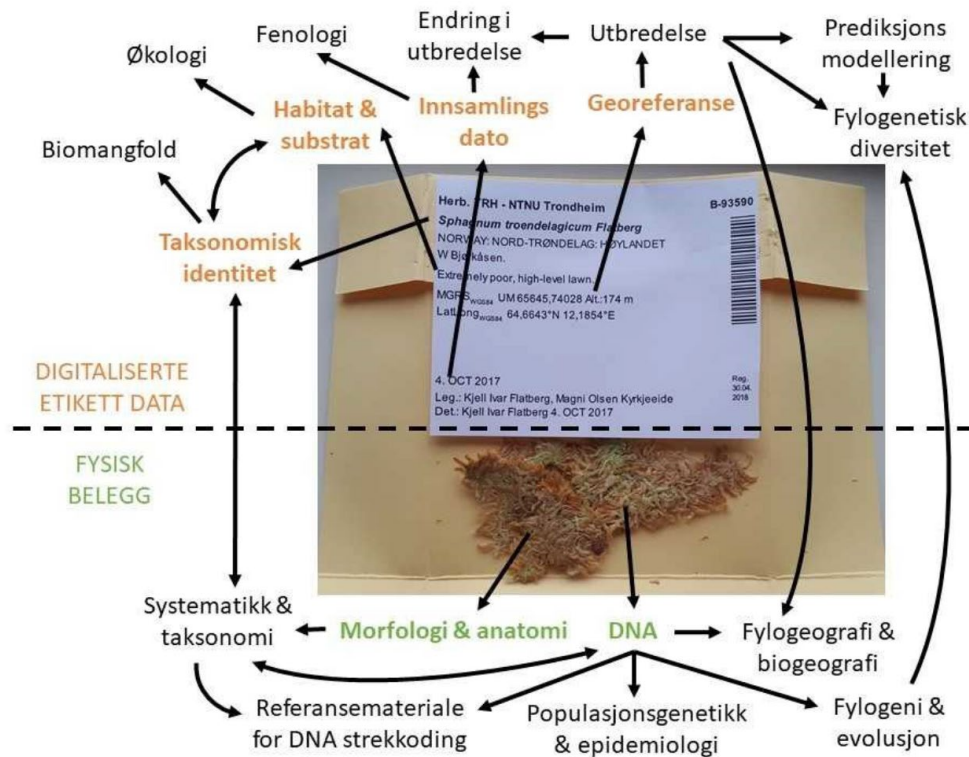 Økologi
Fenologi
Endring i
utbredelse
Utbredelse
Prediksjons
modellering
Habitat &
substrat
Innsamlings
dato
Georeferanse
Fylogenetisk
diversitet
Biomangfold
Taksonomisk
identitet
Herb. TRH - NTNU Trondheim
B-93590
Sphagnum troendelagicum Flatberg
NORWAY: NORD-TRØNDELAG: HØYLANDET
W Bjørkåsen.
Extremely poor, high-level lawn.
MGRS WGS84 UM 65645,74028 Alt.:174 m
LatLong WGS84 64,6643°N 12,1854°E
4. OCT 2017
Leg.: Kjell Ivar Flatberg, Magni Olsen Kyrkjeeide
Det.: Kjell Ivar Flatberg 4. OCT 2017
Reg.
30.04.
2018
DIGITALISERTE
ETIKETT DATA
FYSISK
BELEGG
Systematikk &
taksonomi
Morfologi & anatomi
DNA
Fylogeografi &
biogeografi
Referansemateriale
for DNA strekkoding
Populasjonsgenetikk
& epidemiologi
Fylogeni &
evolusjon